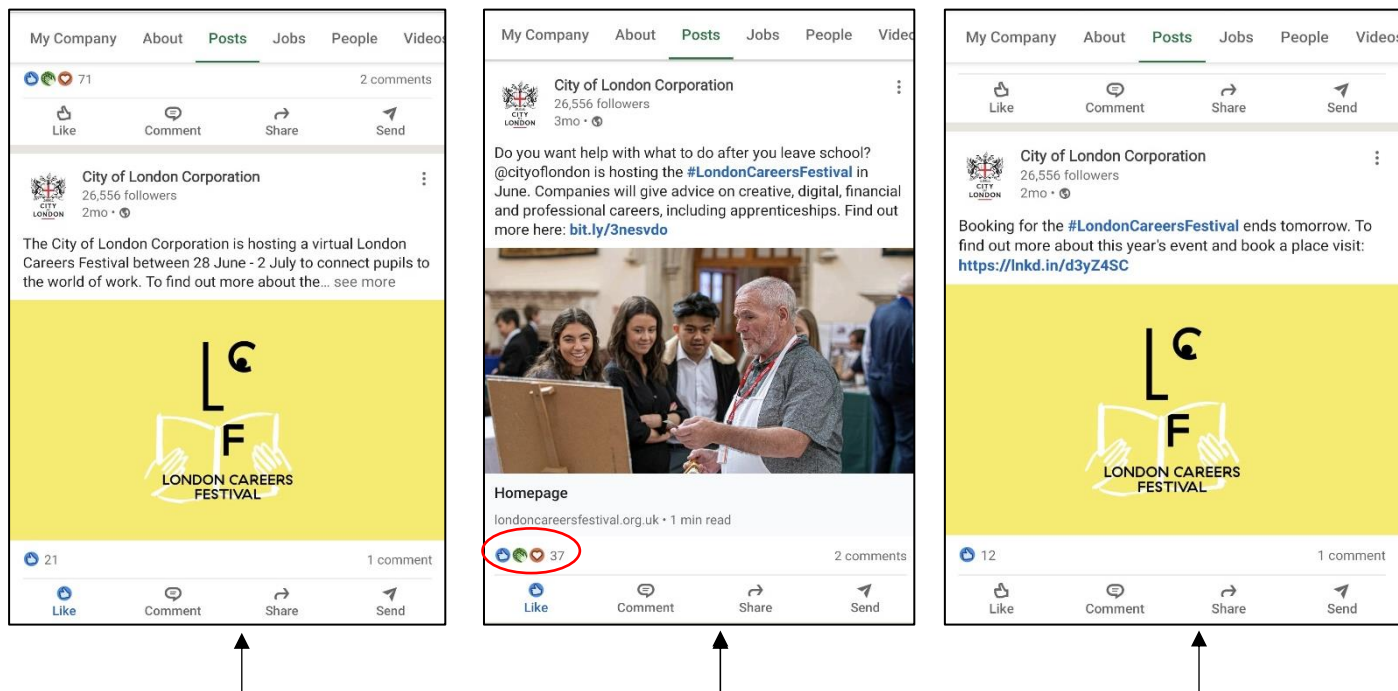 My Company About Posts Jobs People Videos
71 2 comments
Like Comment Share Send
City of London Corporation
26,556 followers
2mo •
CITY
LONDON
The City of London Corporation is hosting a virtual London
Careers Festival between 28 June - 2 July to connect pupils to
the world of work. To find out more about the... see more
L C
F
LONDON CAREERS
FESTIVAL
21 1 comment
Like Comment Share Send
My Company About Posts Jobs People Video
City of London Corporation
26,556 followers
3mo •
CITY
LONDON
Do you want help with what to do after you leave school?
@cityoflondon is hosting the #LondonCareersFestival in
June. Companies will give advice on creative, digital, financial
and professional careers, including apprenticeships. Find out
more here: bit.ly/3nesvdo
Homepage
londoncareersfestival.org.uk • 1 min read
37 2 comments
Like Comment Share Send
My Company About Posts Jobs People Videos
Like Comment Share Send
City of London Corporation
26,556 followers
2mo •
CITY
LONDON
Booking for the #LondonCareersFestival ends tomorrow. To
find out more about this year's event and book a place visit:
https://lnkd.in/d3yZ4SC
L C
F
LONDON CAREERS
FESTIVAL
12 1 comment
Like Comment Share Send